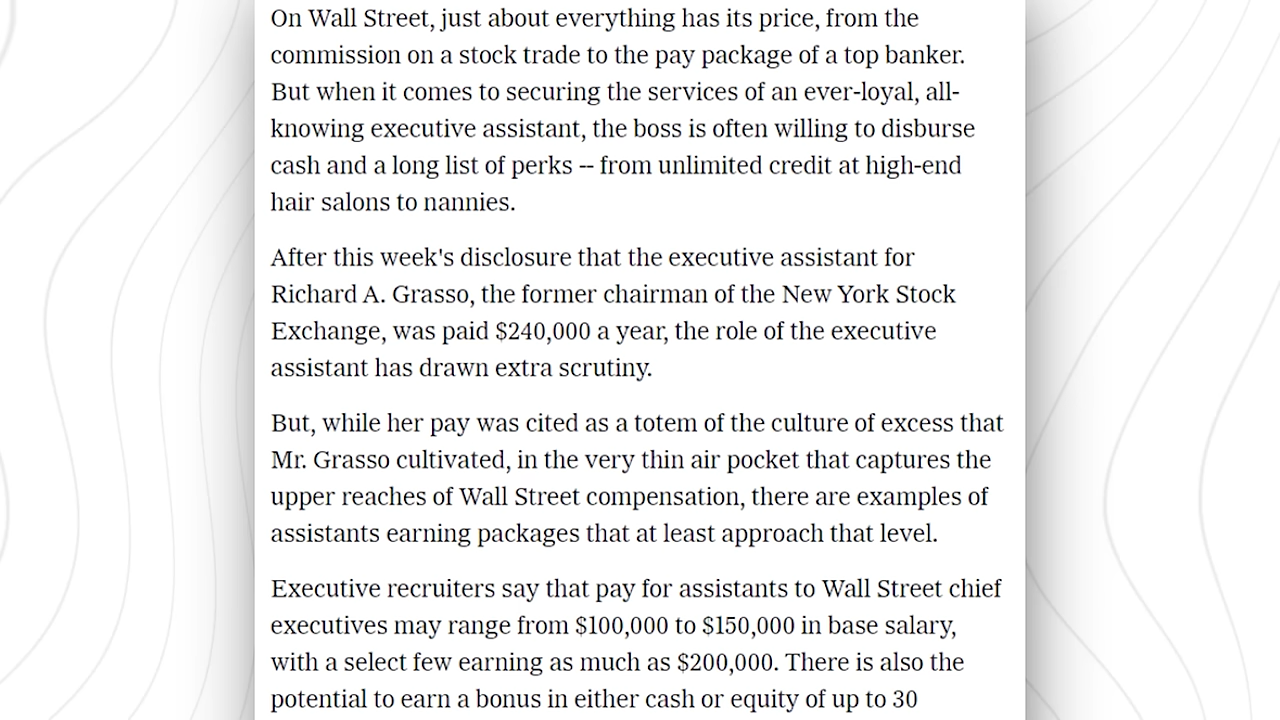 On Wall Street, just about everything has its price, from the
commission on a stock trade to the pay package of a top banker.
But when it comes to securing the services of an ever-loyal, all-
knowing executive assistant, the boss is often willing to disburse
cash and a long list of perks -- from unlimited credit at high-end
hair salons to nannies.
After this week's disclosure that the executive assistant for
Richard A. Grasso, the former chairman of the New York Stock
Exchange, was paid $240,000 a year, the role of the executive
assistant has drawn extra scrutiny.
But, while her pay was cited as a totem of the culture of excess that
Mr. Grasso cultivated, in the very thin air pocket that captures the
upper reaches of Wall Street compensation, there are examples of
assistants earning packages that at least approach that level.
Executive recruiters say that pay for assistants to Wall Street chief
executives may range from $100,000 to $150,000 in base salary,
with a select few earning as much as $200,000. There is also the
potential to earn a bonus in either cash or equity of up to 30